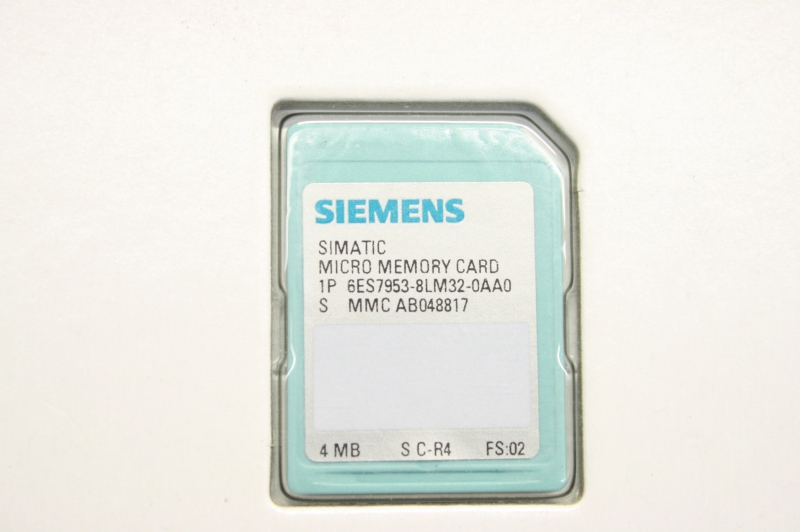 SIEMENS
SIMATIC
MICRO MEMORY CARD
1P 6ES7953-8LM32-0AA0
S MMC AB048817
4 MB S C-R4 FS:02